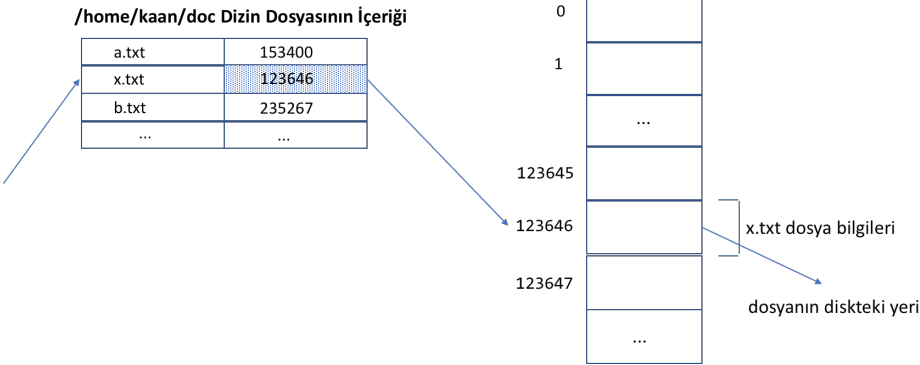 /home/kaan/doc Dizin Dosyasının İçeriği
a.txt 153400
x.txt 123646
b.txt 235267
... ...
0
1
...
123645
123646
x.txt dosya bilgileri
123647
dosyanın diskteki yeri
...